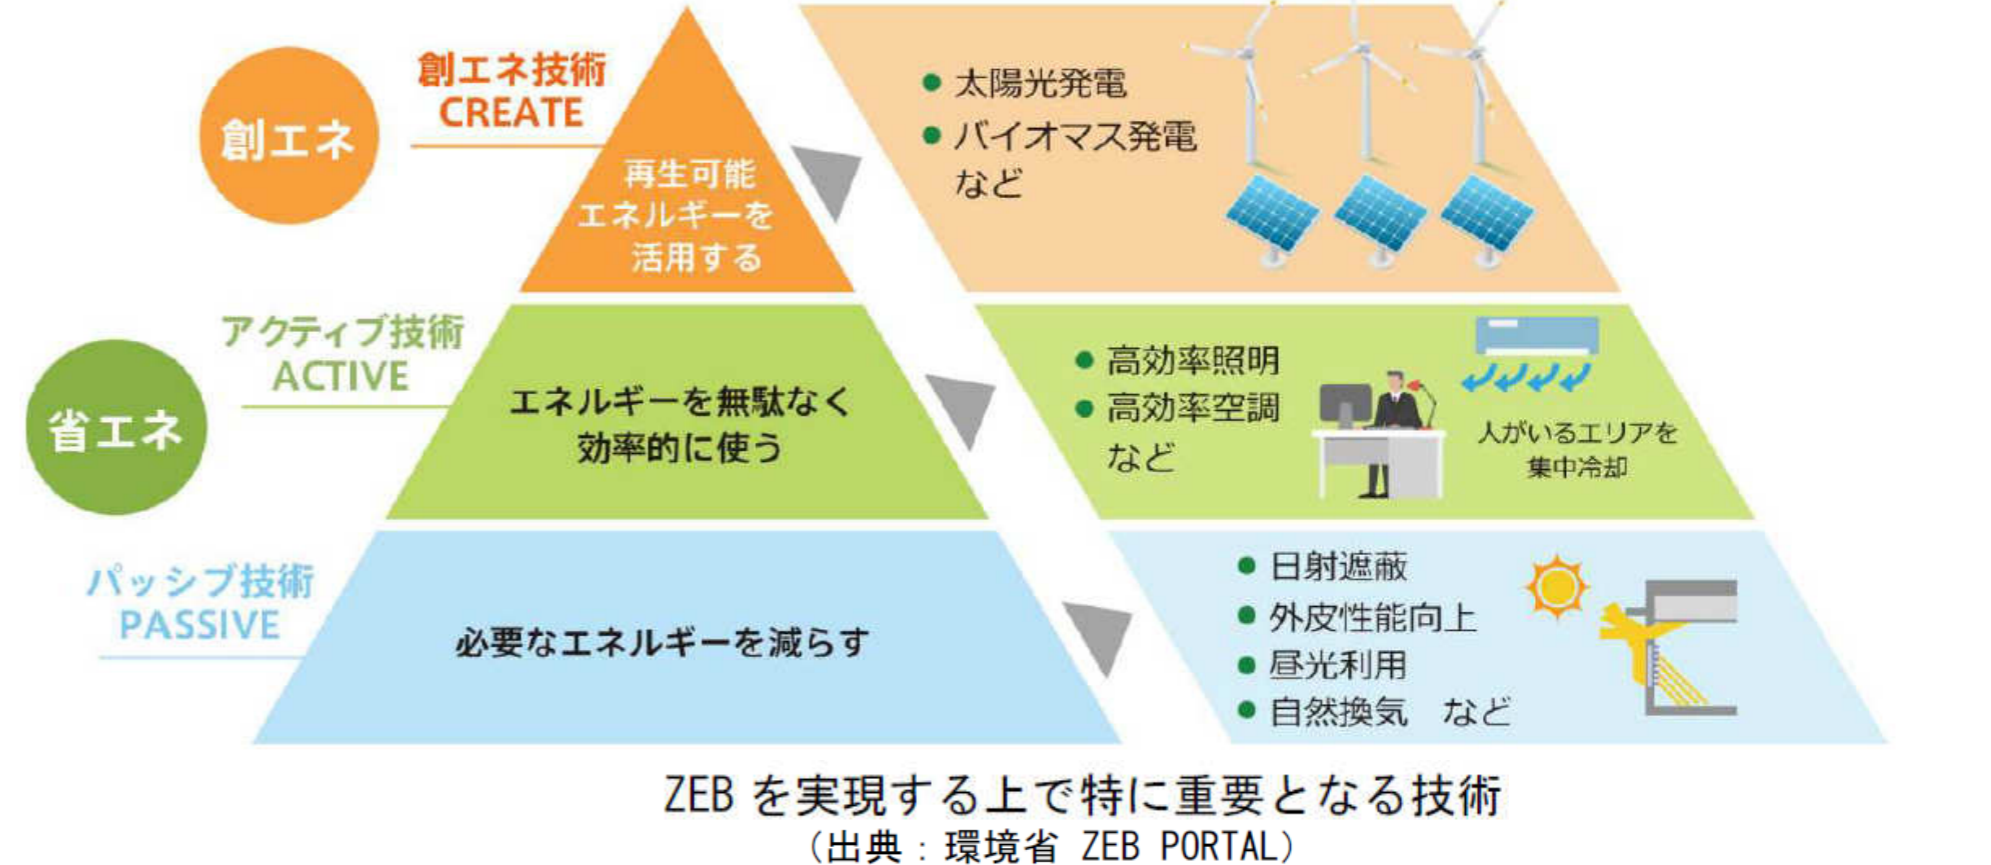 創エネ
創エネ技術
CREATE
再生可能
エネルギーを
活用する
● 太陽光発電
● バイオマス発電
など
省エネ
アクティブ技術
ACTIVE
エネルギーを無駄なく
効率的に使う
● 高効率照明
● 高効率空調
など
人がいるエリアを
集中冷却
パッシブ技術
PASSIVE
必要なエネルギーを減らす
● 日射遮蔽
● 外皮性能向上
● 昼光利用
● 自然換気 など
ZEB を実現する上で特に重要となる技術
（出典：環境省 ZEB PORTAL）